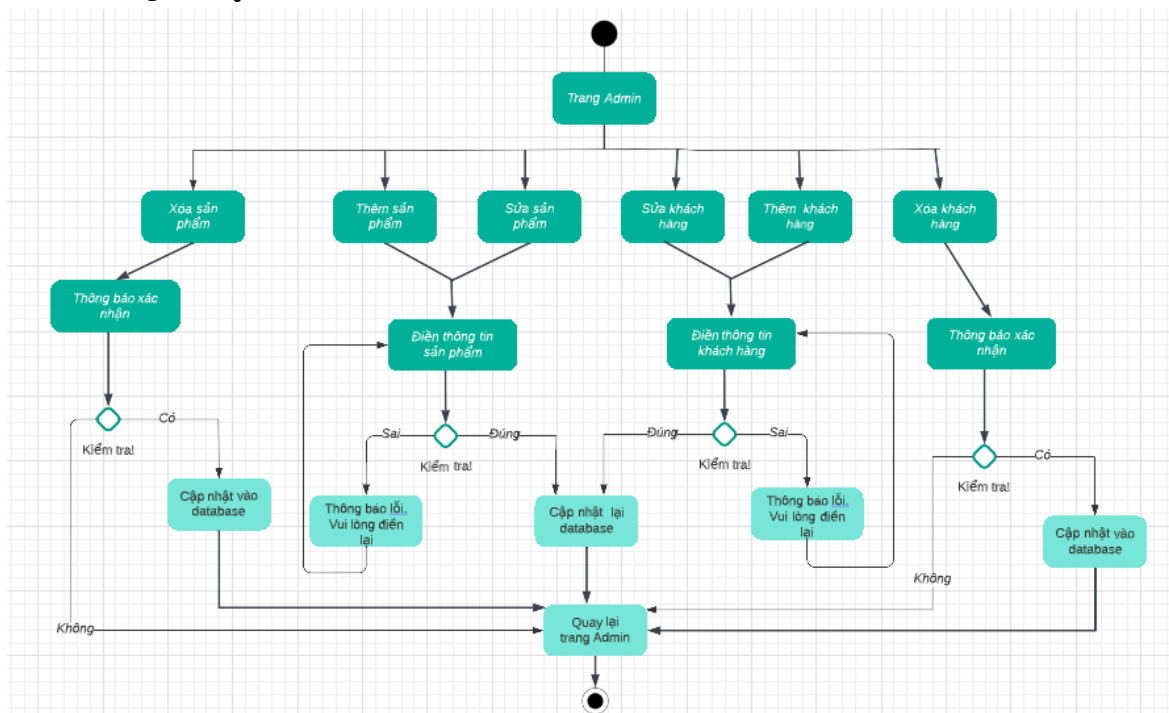 Trang Admin
Xóa sản
phẩm
Thêm sản
phẩm
Sửa sản
phẩm
Sửa khách
hàng
Thêm khách
hàng
Xóa khách
hàng
Thông báo xác
nhận
Điền thông tin
sản phẩm
Điền thông tin
khách hàng
Thông báo xác
nhận
Có
Kiểm tra!
Sai
Đúng
Kiểm tra!
Đúng
Sai
Kiểm tra!
Có
Kiểm tra!
Cập nhật vào
database
Thông báo lỗi.
Vui lòng điền
lại
Cập nhật lại
database
Thông báo lỗi.
Vui lòng điền
lại
Cập nhật vào
database
Không
Không
Quay lại
trang Admin